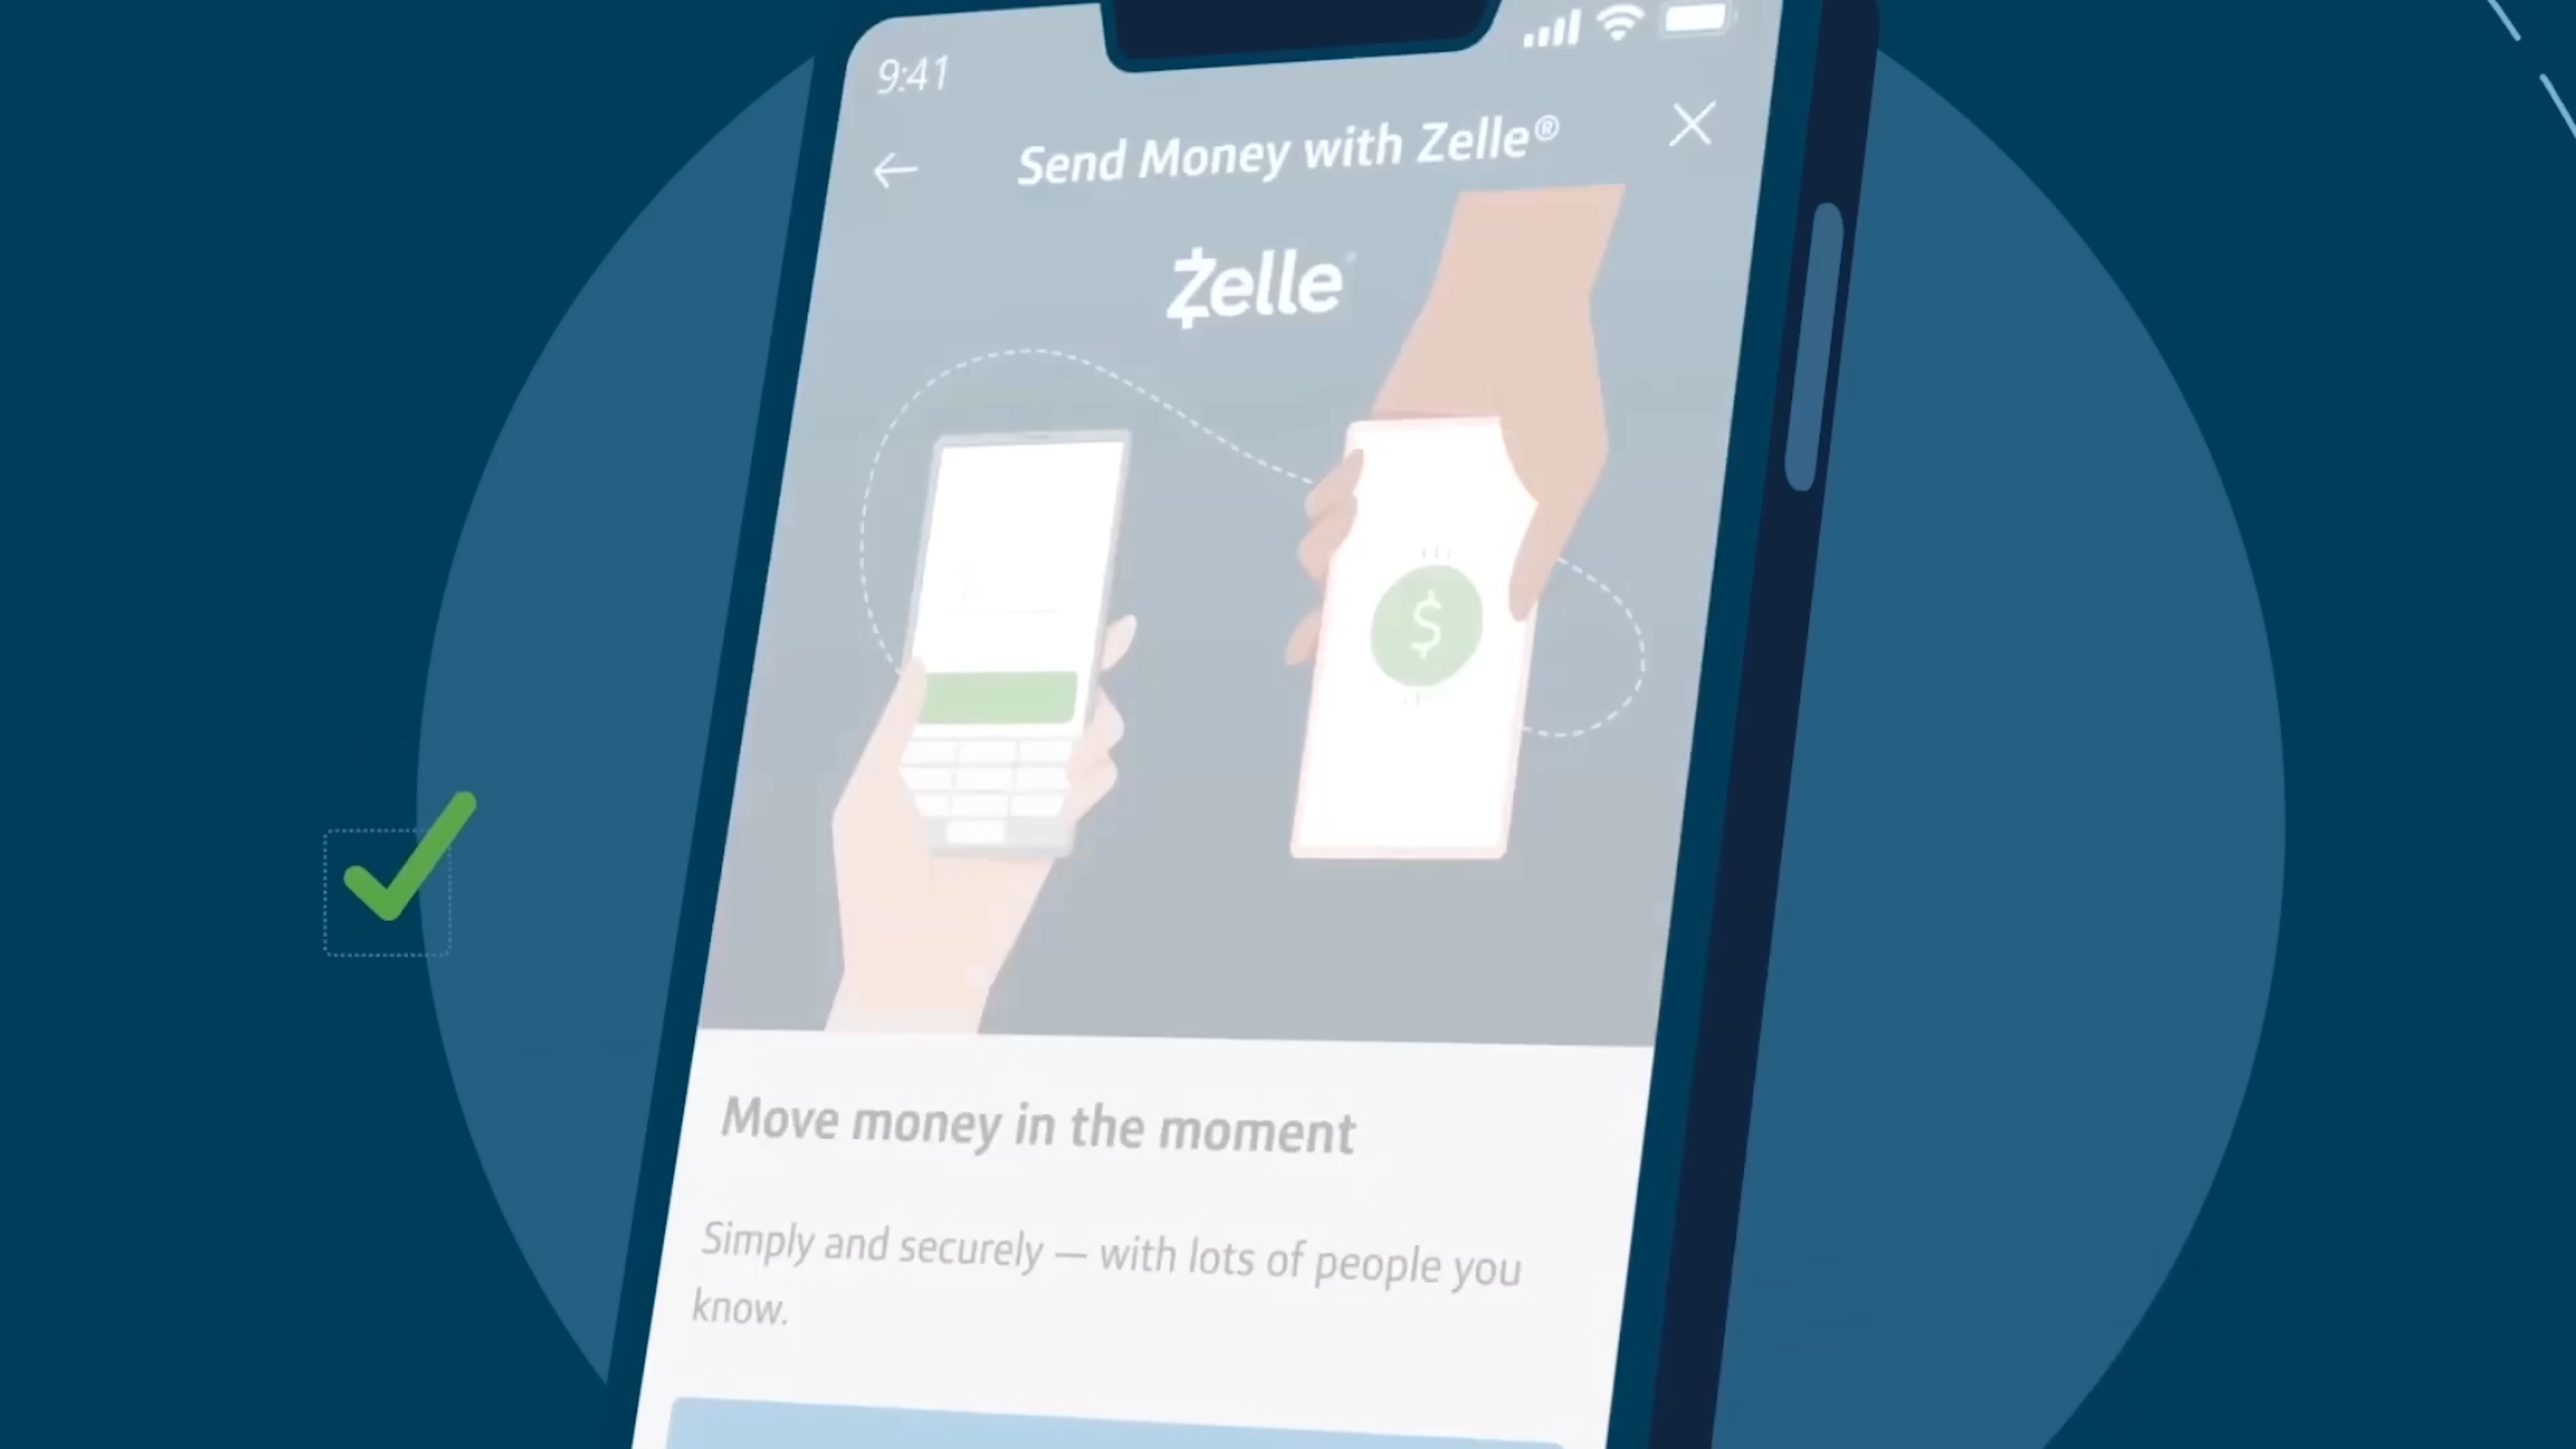 9:41
Send Money with Zelle®
Zelle®
$
Move money in the moment
Simply and securely — with lots of people you
know.